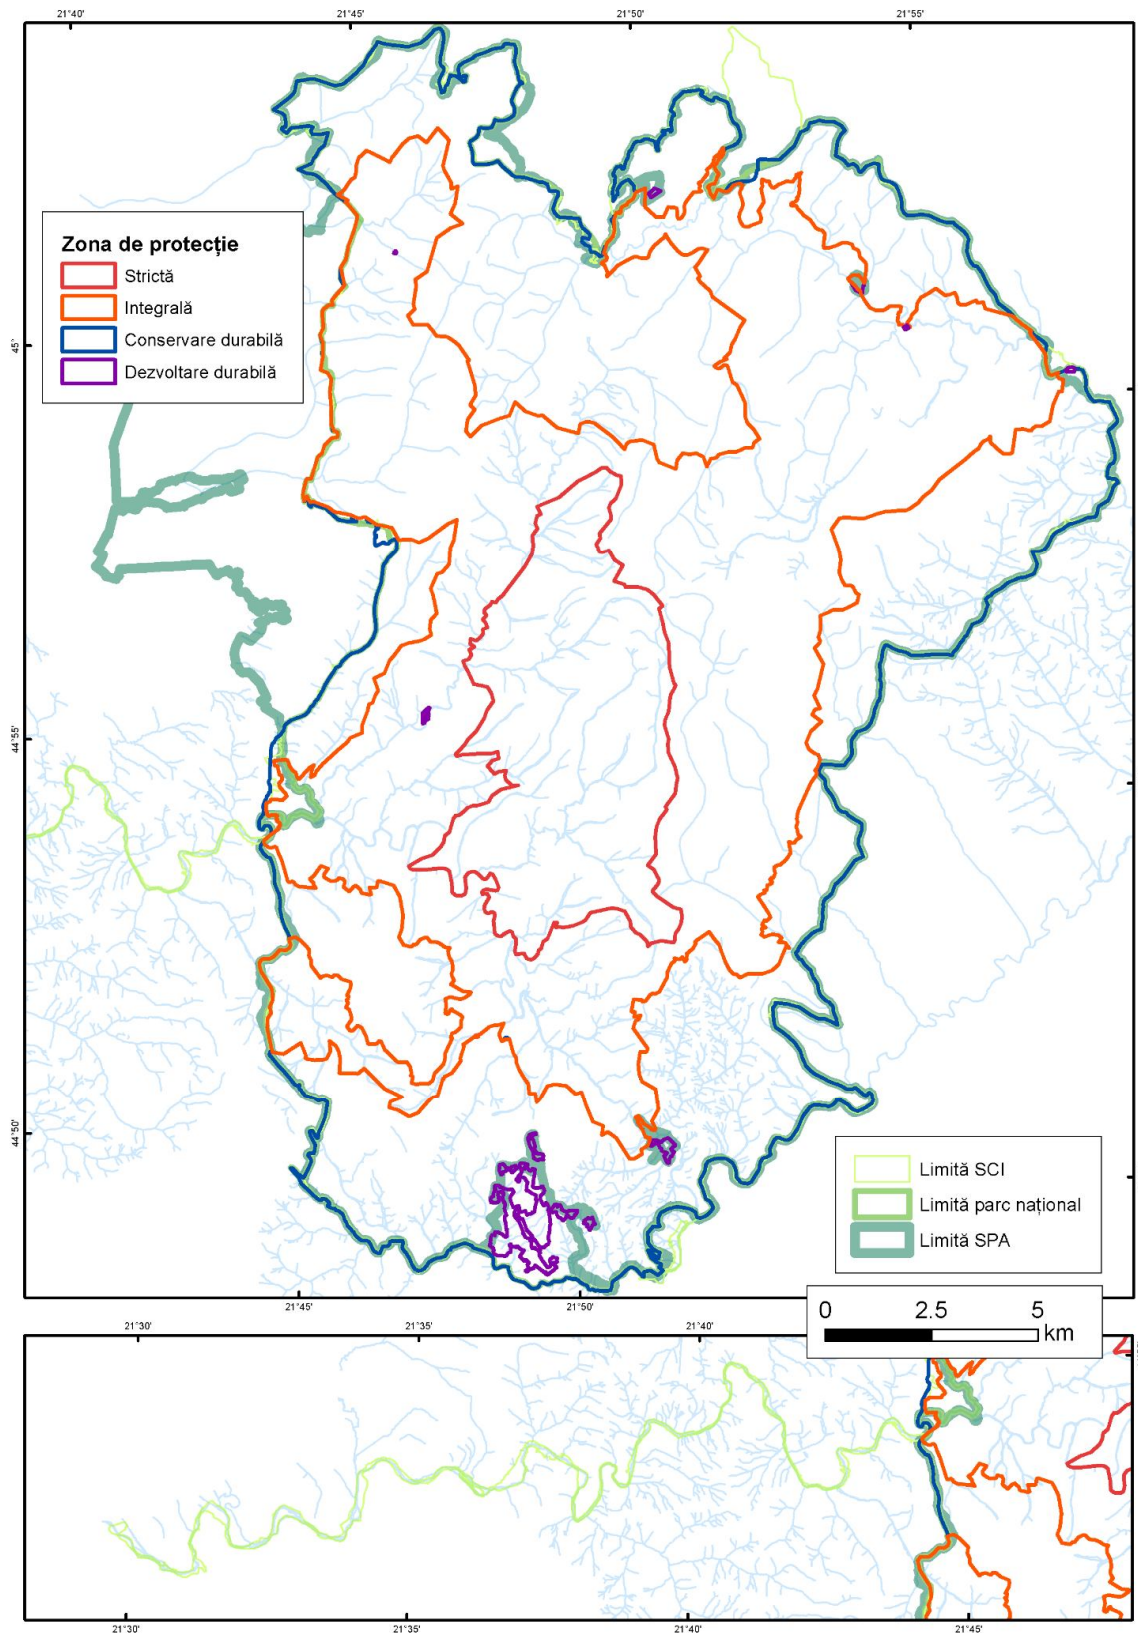 21°40' 21°45' 21°50' 21°55'
Zona de protecție
Strictă
Integrală
Conservare durabilă
Dezvoltare durabilă
45°
44°55'
44°50'
Limită SCI
Limită parc național
Limită SPA
21°45' 21°50'
0 2.5 5
km
21°30' 21°35' 21°40'
21°30' 21°35' 21°40' 21°45'